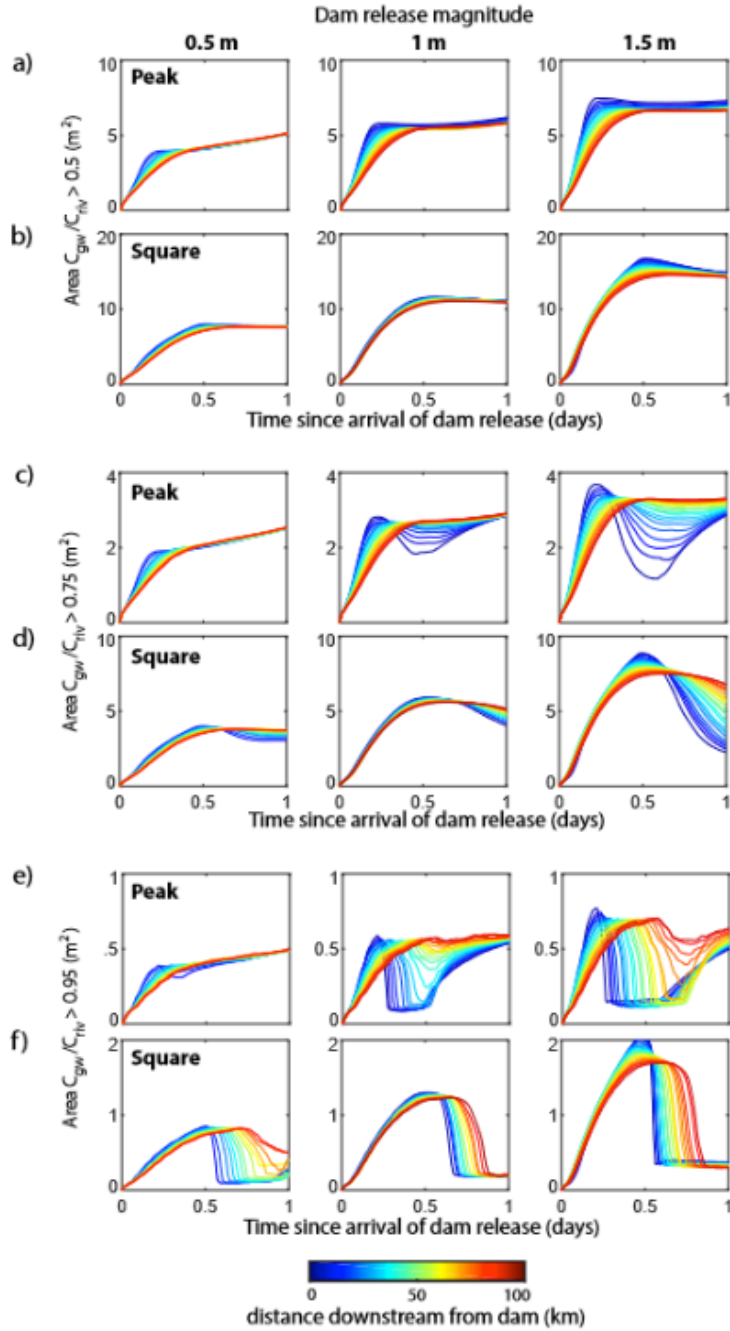 Dam release magnitude
0.5 m 1 m 1.5 m
a)
Peak
10 10 10
5 5 5
0 0 0
Area Cgw/Criv > 0.5 (m²)
b)
Square
20 20 20
10 10 10
0 0 0
0 0.5 1 0 0.5 1 0 0.5 1
Time since arrival of dam release (days)
c)
Peak
4 4 4
2 2 2
0 0 0
Area Cgw/Criv > 0.75 (m²)
d)
Square
10 10 10
5 5 5
0 0 0
0 0.5 1 0 0.5 1 0 0.5 1
Time since arrival of dam release (days)
e)
Peak
1 1 1
.5 0.5 0.5
0 0 0
Area Cgw/Criv > 0.95 (m²)
f)
Square
2 2 2
1 1 1
0 0 0
0 0.5 1 0 0.5 1 0 0.5 1
Time since arrival of dam release (days)
0 50 100
distance downstream from dam (km)